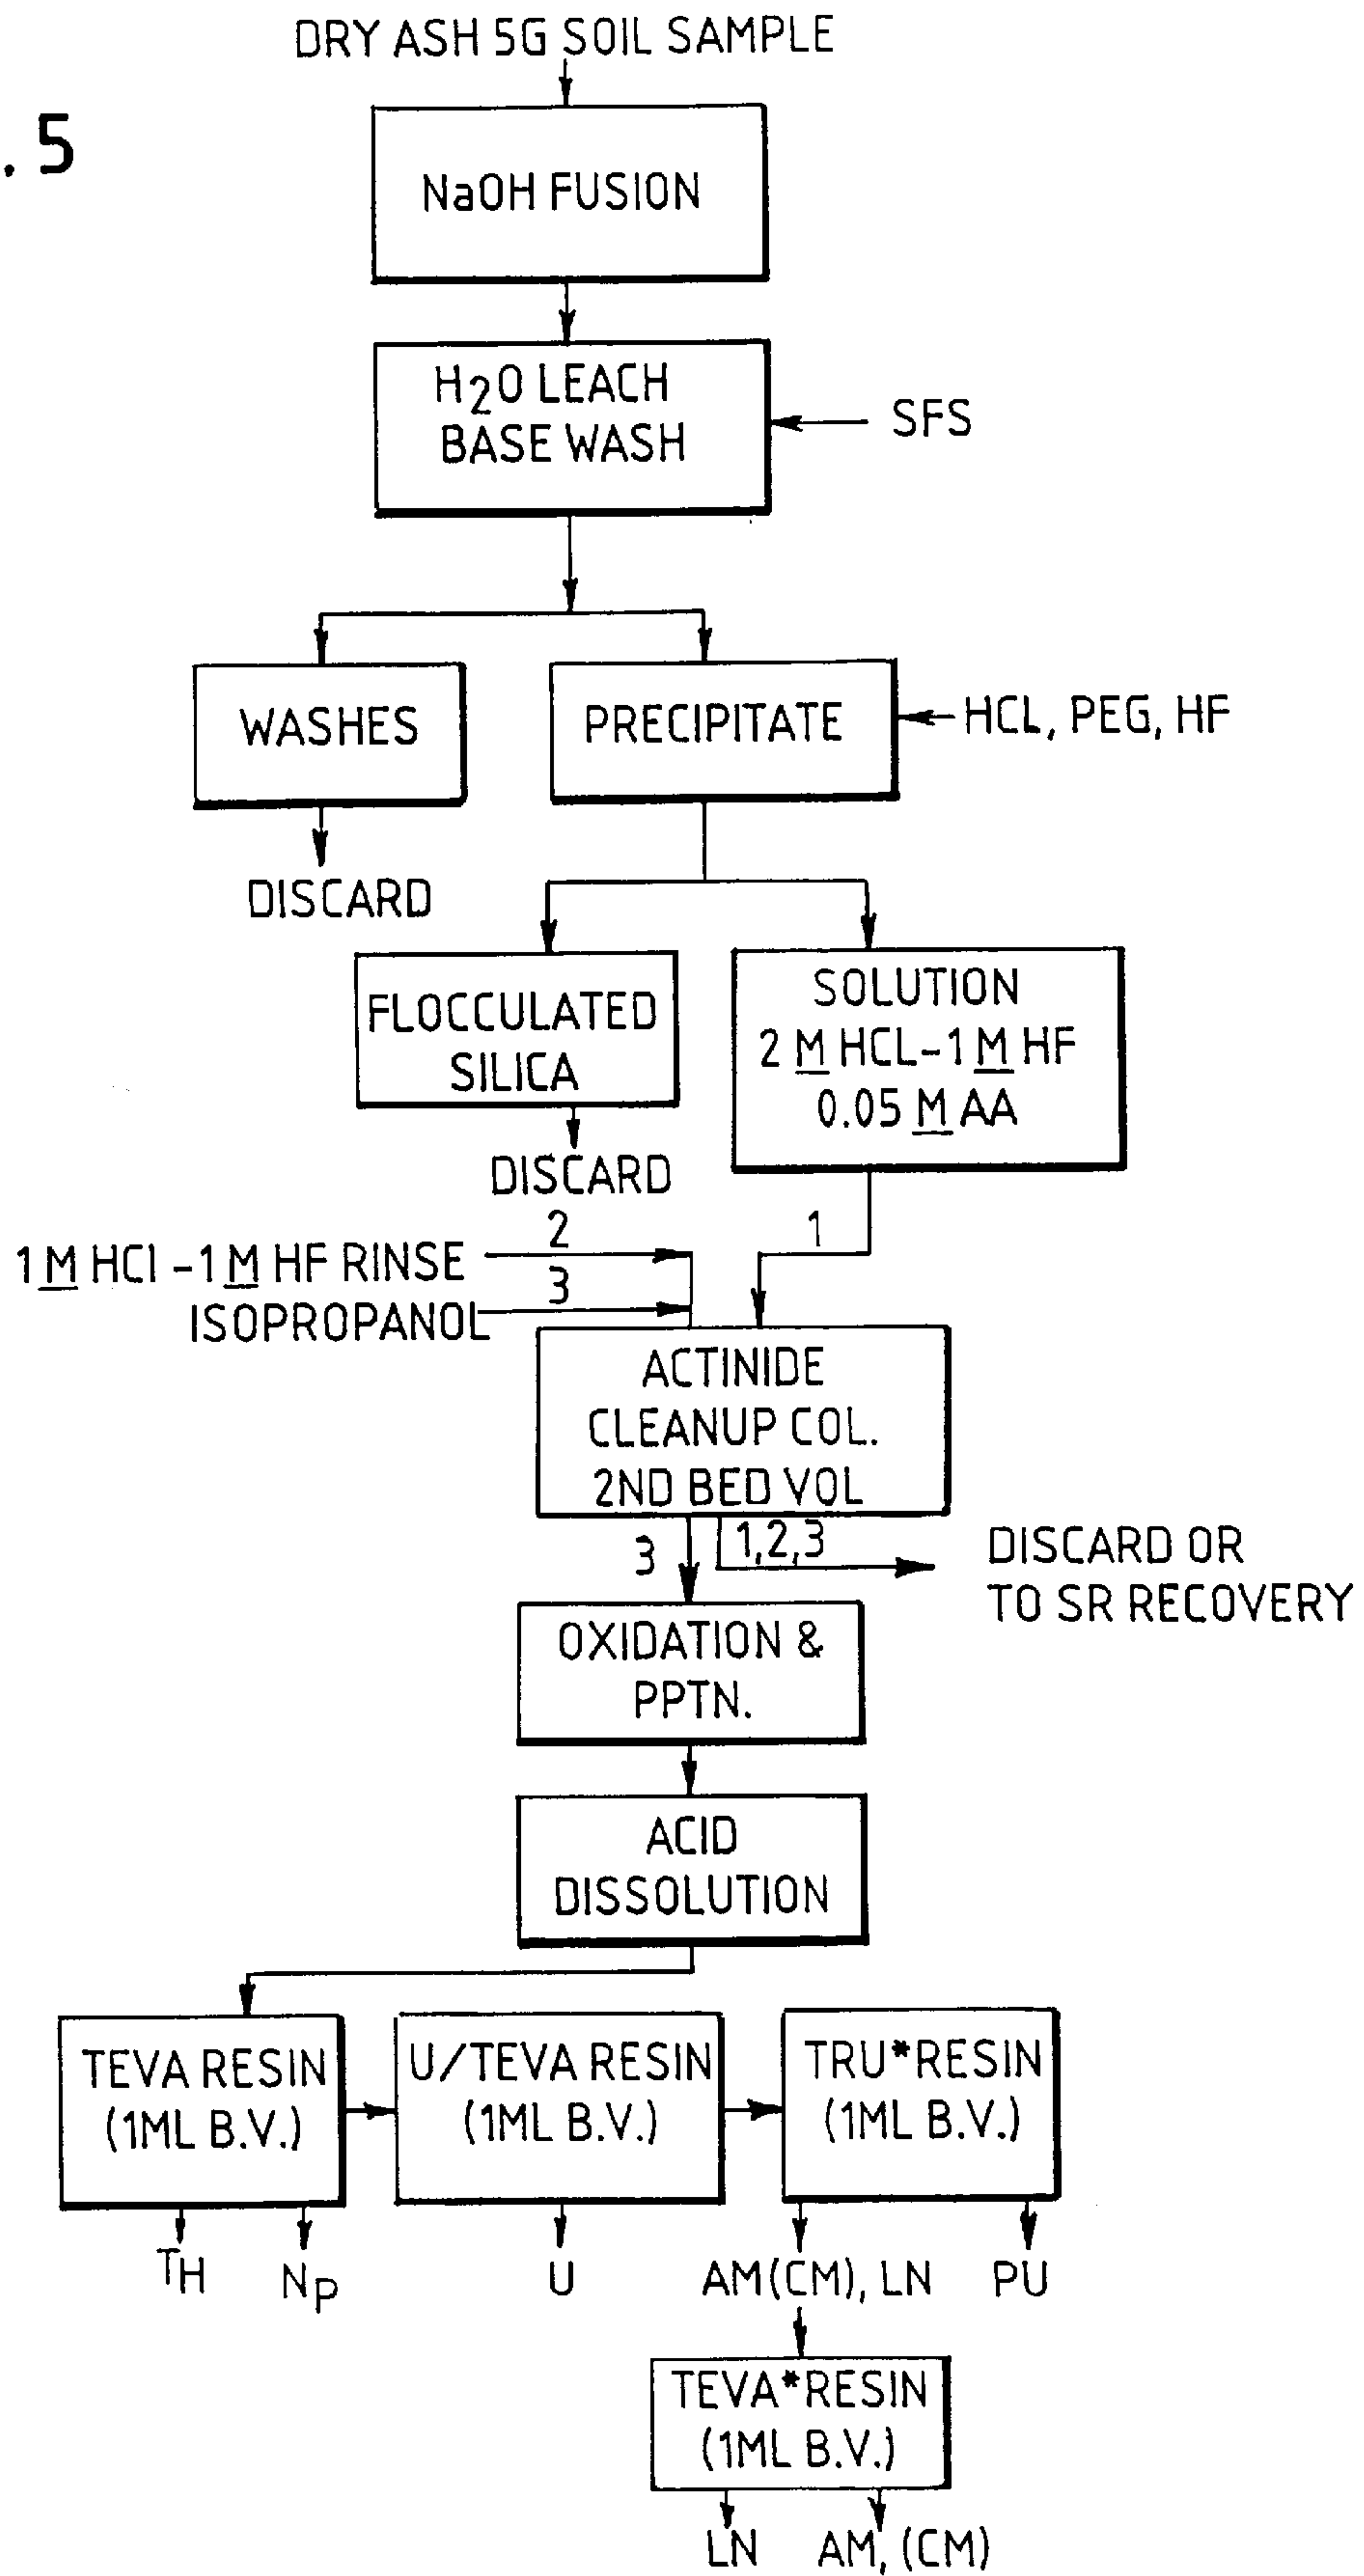 DRY ASH 5G SOIL SAMPLE
. 5
NaOH FUSION
H2O LEACH
BASE WASH
SFS
WASHES
PRECIPITATE
HCL, PEG, HF
DISCARD
FLOCCULATED
SILICA
SOLUTION
2 M HCL-1 M HF
0.05 M AA
DISCARD
2
1
1 M HCl -1 M HF RINSE
3
ISOPROPANOL
ACTINIDE
CLEANUP COL.
2ND BED VOL
3
1,2,3
DISCARD OR
TO SR RECOVERY
OXIDATION &
PPTN.
ACID
DISSOLUTION
TEVA RESIN
(1ML B.V.)
U/TEVA RESIN
(1ML B.V.)
TRU*RESIN
(1ML B.V.)
TH
NP
U
AM(CM), LN
PU
TEVA*RESIN
(1ML B.V.)
LN
AM, (CM)